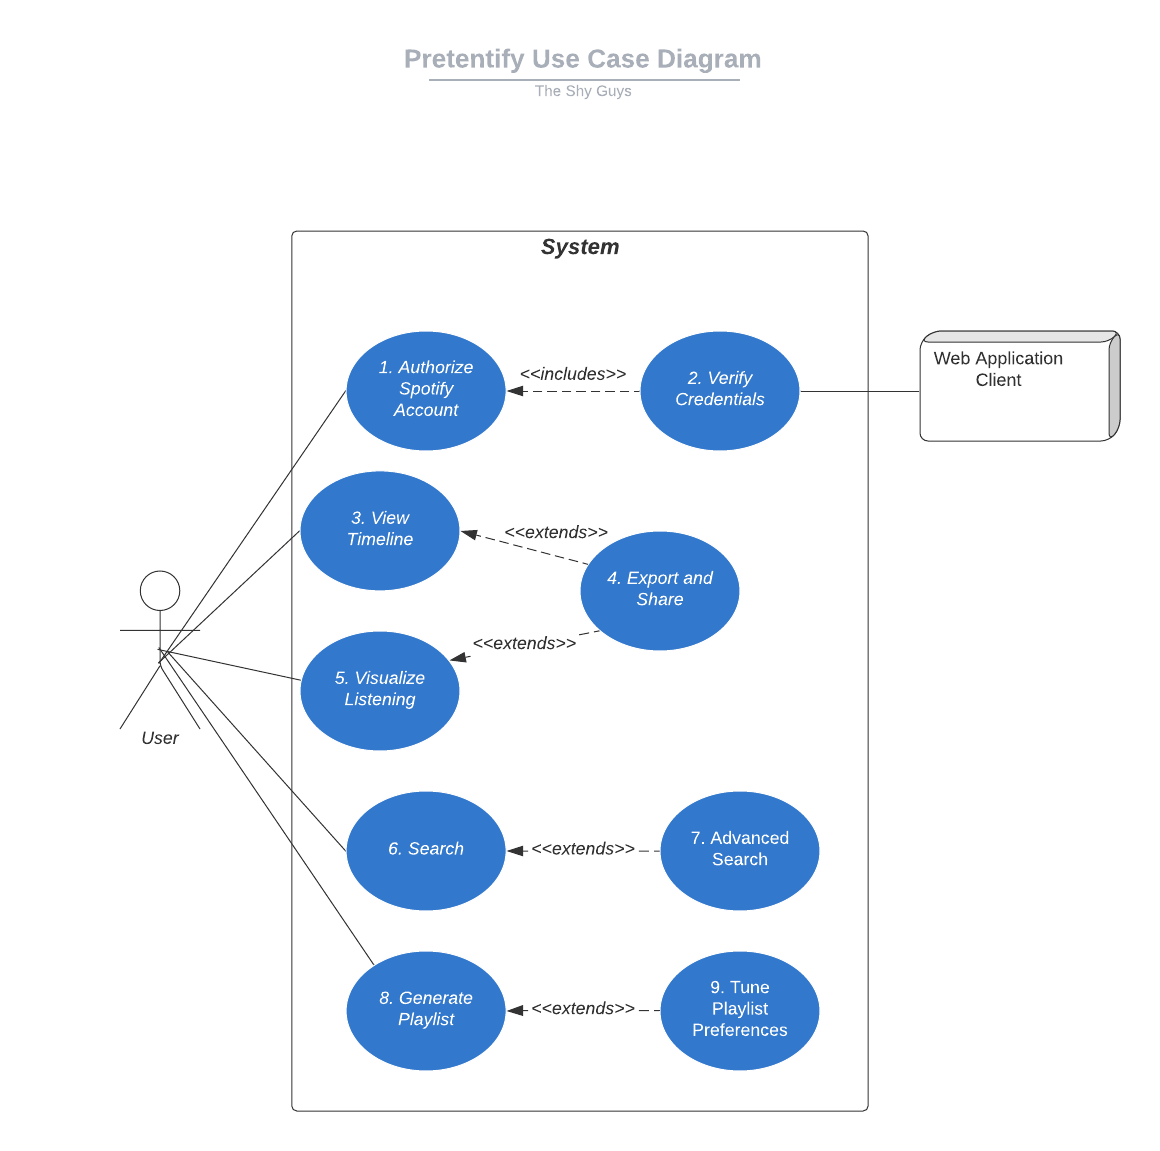 Pretentify Use Case Diagram
The Shy Guys
System
1. Authorize
Spotify
Account
<<includes>>
2. Verify
Credentials
Web Application
Client
3. View
Timeline
<<extends>>
4. Export and
Share
<<extends>>
5. Visualize
Listening
User
6. Search
<<extends>>
7. Advanced
Search
8. Generate
Playlist
<<extends>>
9. Tune
Playlist
Preferences